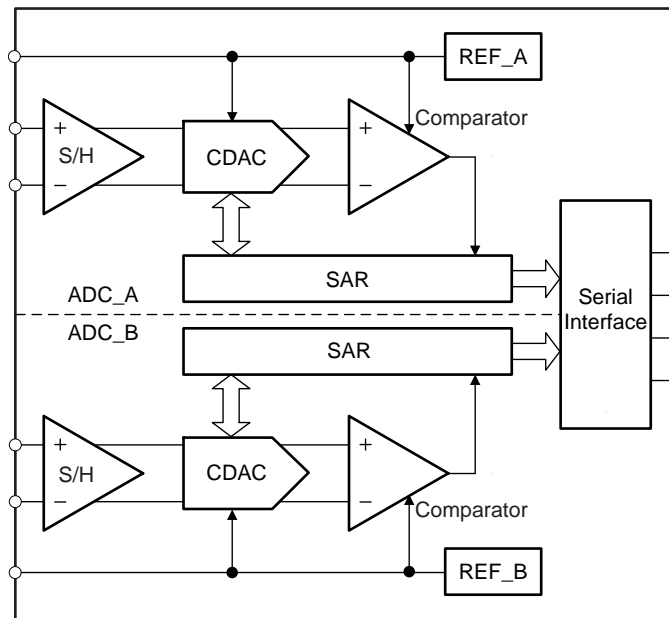 REF_A
+
S/H
−
CDAC
+
−
Comparator
SAR
ADC_A
ADC_B
SAR
Serial
Interface
+
S/H
−
CDAC
+
−
Comparator
REF_B